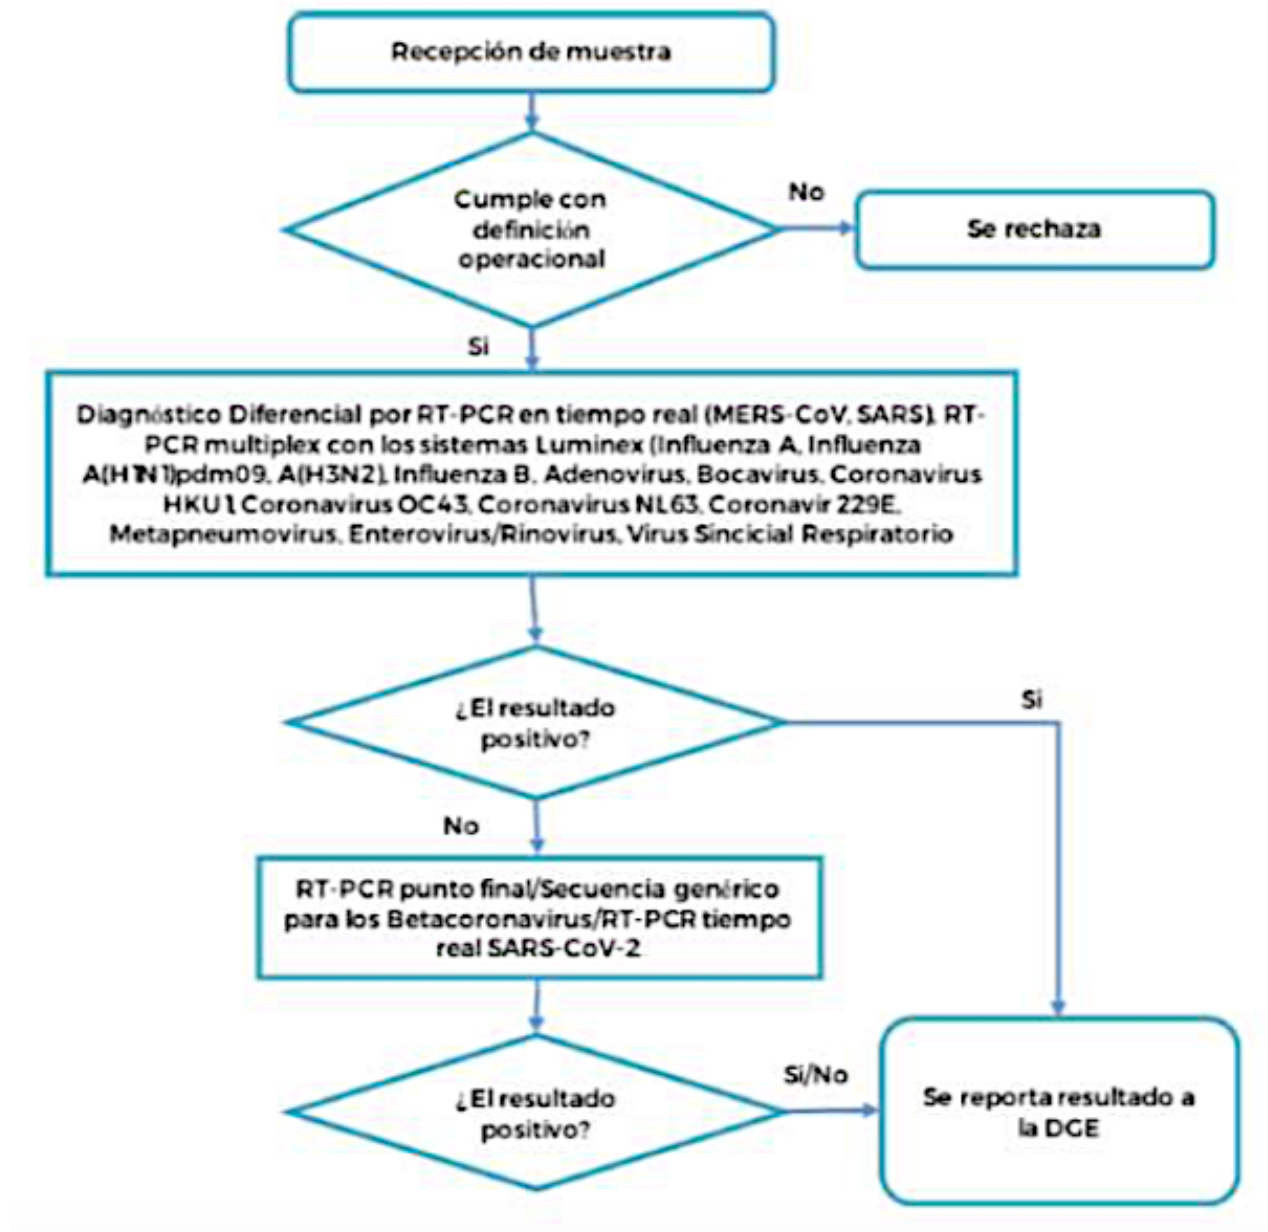 Recepción de muestra
Cumple con
definición
operacional
No
Se rechaza
Si
Diagnóstico Diferencial por RT-PCR en tiempo real (MERS-CoV, SARS), RT-
PCR multiplex con los sistemas Luminex (Influenza A, Influenza
A(H1N1)pdm09, A(H3N2), Influenza B, Adenovirus, Bocavirus, Coronavirus
HKU1, Coronavirus OC43, Coronavirus NL63, Coronavir 229E,
Metapneumovirus, Enterovirus/Rinovirus, Virus Sincicial Respiratorio
¿El resultado
positivo?
Si
No
RT-PCR punto final/Secuencia genérico
para los Betacoronavirus/RT-PCR tiempo
real SARS-CoV-2
¿El resultado
positivo?
Si/No
Se reporta resultado a
la DGE